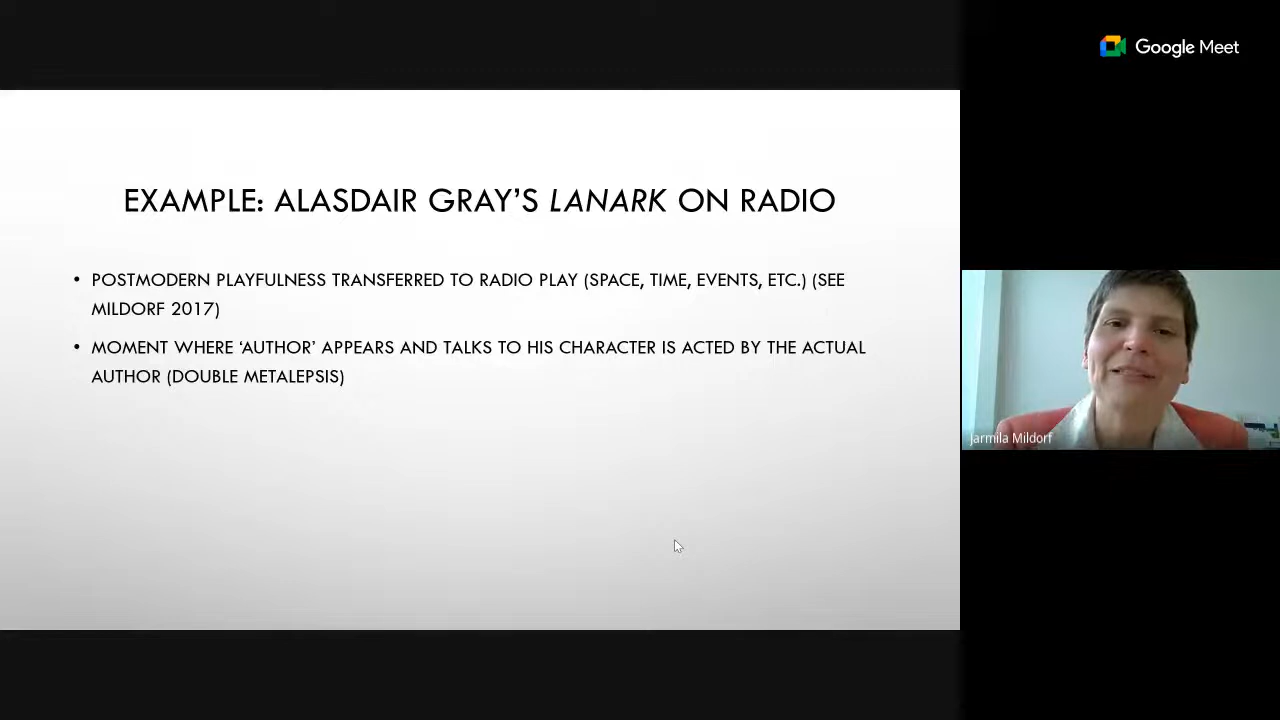 Google Meet
EXAMPLE: ALASDAIR GRAY'S LANARK ON RADIO
• POSTMODERN PLAYFULNESS TRANSFERRED TO RADIO PLAY (SPACE, TIME, EVENTS, ETC.) (SEE
MILDORF 2017)
• MOMENT WHERE ‘AUTHOR’ APPEARS AND TALKS TO HIS CHARACTER IS ACTED BY THE ACTUAL
AUTHOR (DOUBLE METALEPSIS)
Jarmila Mildorf